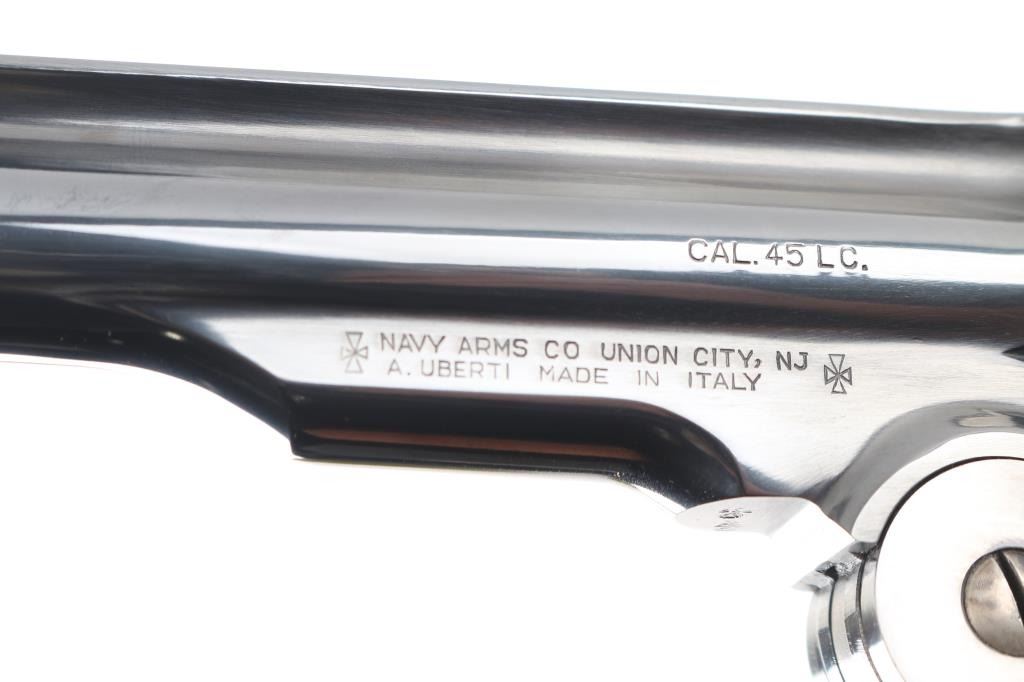 CAL. 45 LC.
NAVY ARMS CO UNION CITY, NJ
A. UBERTI MADE IN ITALY